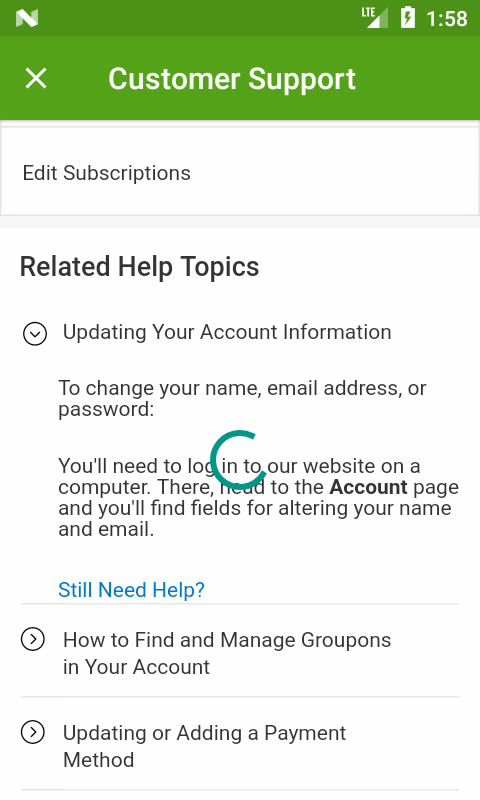 LTE 1:58
Customer Support
Edit Subscriptions
Related Help Topics
Updating Your Account Information
To change your name, email address, or
password:
You'll need to log in to our website on a
computer. There, head to the Account page
and you'll find fields for altering your name
and email.
Still Need Help?
How to Find and Manage Groupons
in Your Account
Updating or Adding a Payment
Method